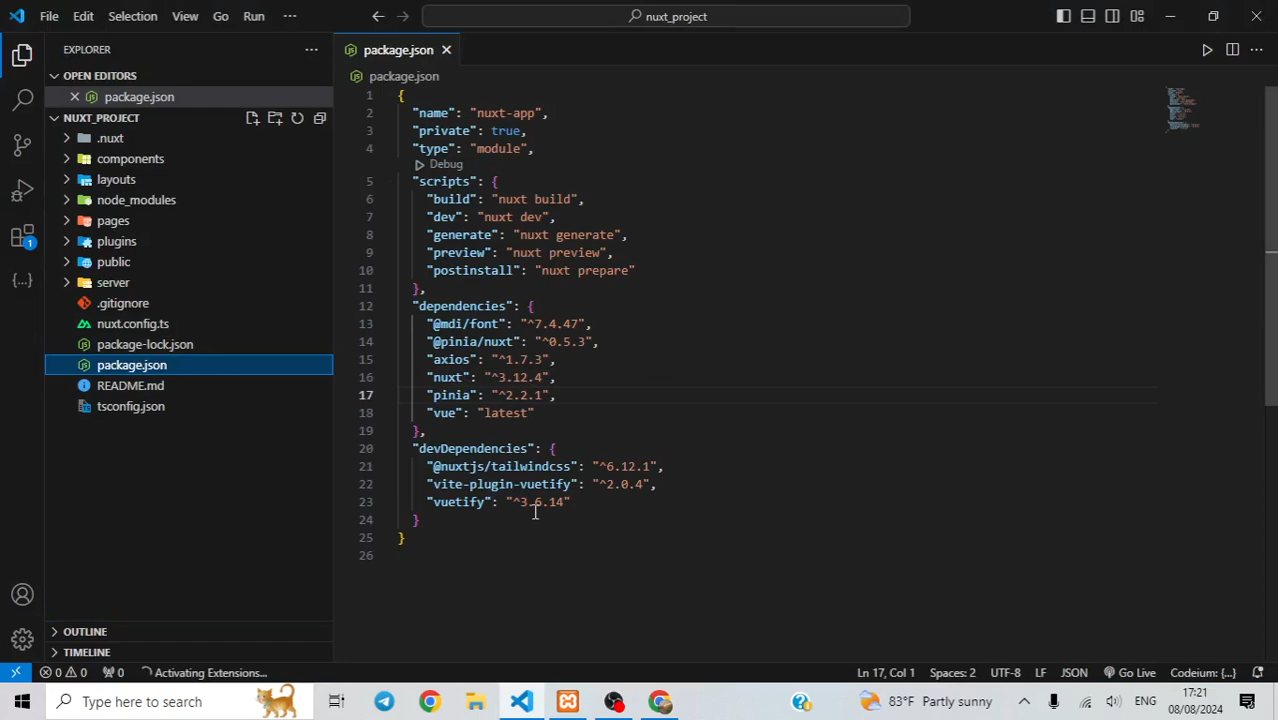 File Edit Selection View Go Run ··· nuxt_project
EXPLORER ···
package.json
OPEN EDITORS
package.json
package.json
NUXT_PROJECT
.nuxt
components
layouts
node_modules
pages
plugins
public
server
.gitignore
nuxt.config.ts
package-lock.json
package.json
README.md
tsconfig.json
OUTLINE
TIMELINE
1
1 {
2 "name": "nuxt-app",
3 "private": true,
4 "type": "module",
Debug
5 "scripts": {
6 "build": "nuxt build",
7 "dev": "nuxt dev",
8 "generate": "nuxt generate",
9 "preview": "nuxt preview",
10 "postinstall": "nuxt prepare"
11 },
12 "dependencies": {
13 "@mdi/font": "^7.4.47",
14 "@pinia/nuxt": "^0.5.3",
15 "axios": "^1.7.3",
16 "nuxt": "^3.12.4",
17 "pinia": "^2.2.1",
18 "vue": "latest"
19 },
20 "devDependencies": {
21 "@nuxtjs/tailwindcss": "^6.12.1",
22 "vite-plugin-vuetify": "^2.0.4",
23 "vuetify": "^3.6.14"
24 }
25 }
26
0 0 0 Activating Extensions... Ln 17, Col 1 Spaces: 2 UTF-8 LF JSON Go Live Codeium: {...}
Type here to search 83°F Partly sunny ENG 17:21
08/08/2024